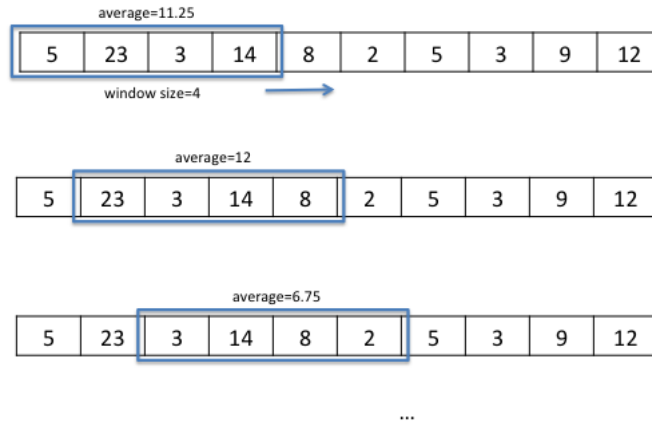 average=11.25
5 23 3 14 8 2 5 3 9 12
window size=4
average=12
5 23 3 14 8 2 5 3 9 12
average=6.75
5 23 3 14 8 2 5 3 9 12
...